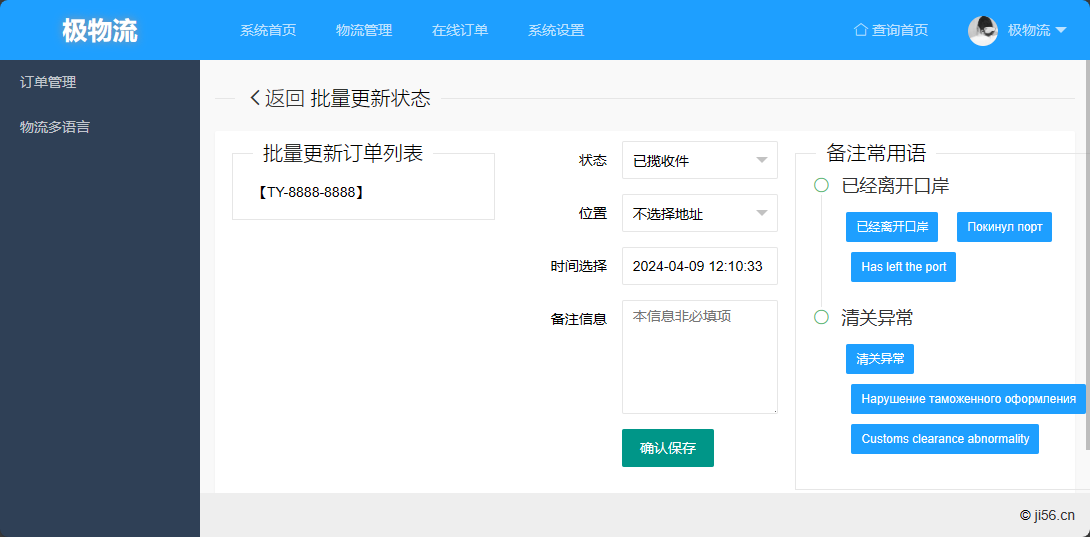 极物流
系统首页
物流管理
在线订单
系统设置
查询首页
极物流
订单管理
物流多语言
返回 批量更新状态
批量更新订单列表
【TY-8888-8888】
状态
已揽收件
位置
不选择地址
时间选择
2024-04-09 12:10:33
备注信息
本信息非必填项
确认保存
备注常用语
已经离开口岸
已经离开口岸
Покинул порт
Has left the port
清关异常
清关异常
Нарушение таможенного оформления
Customs clearance abnormality
© ji56.cn